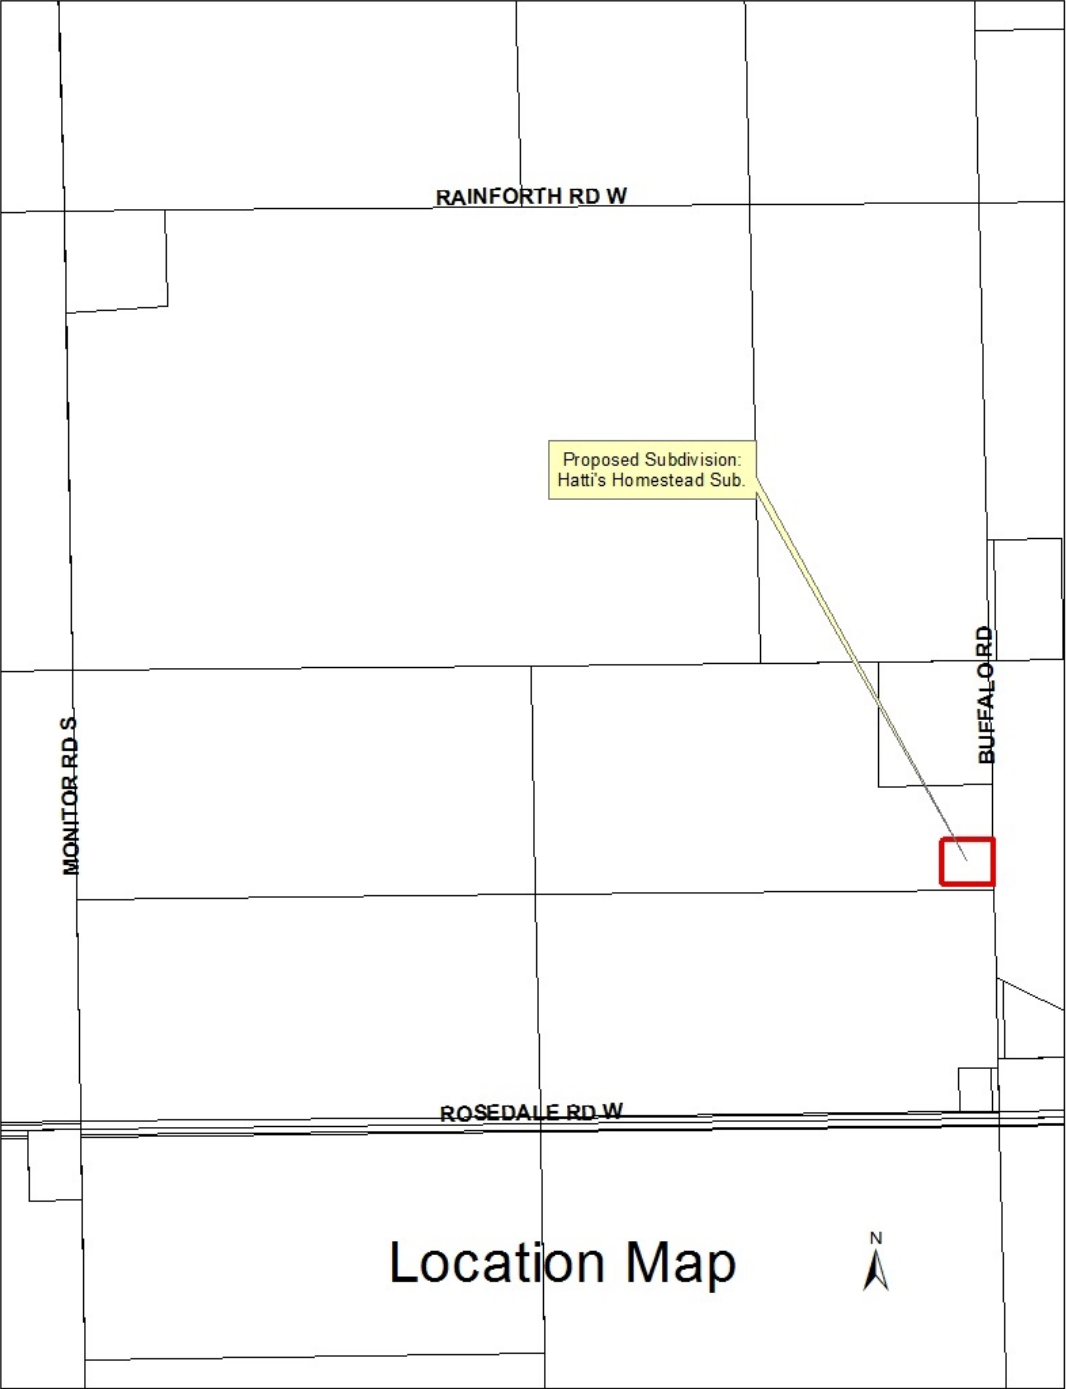 RAINFORTH RD W
Proposed Subdivision:
Hatti's Homestead Sub.
BUFFALO RD
MONITOR RD S
ROSEDALE RD W
N
Location Map